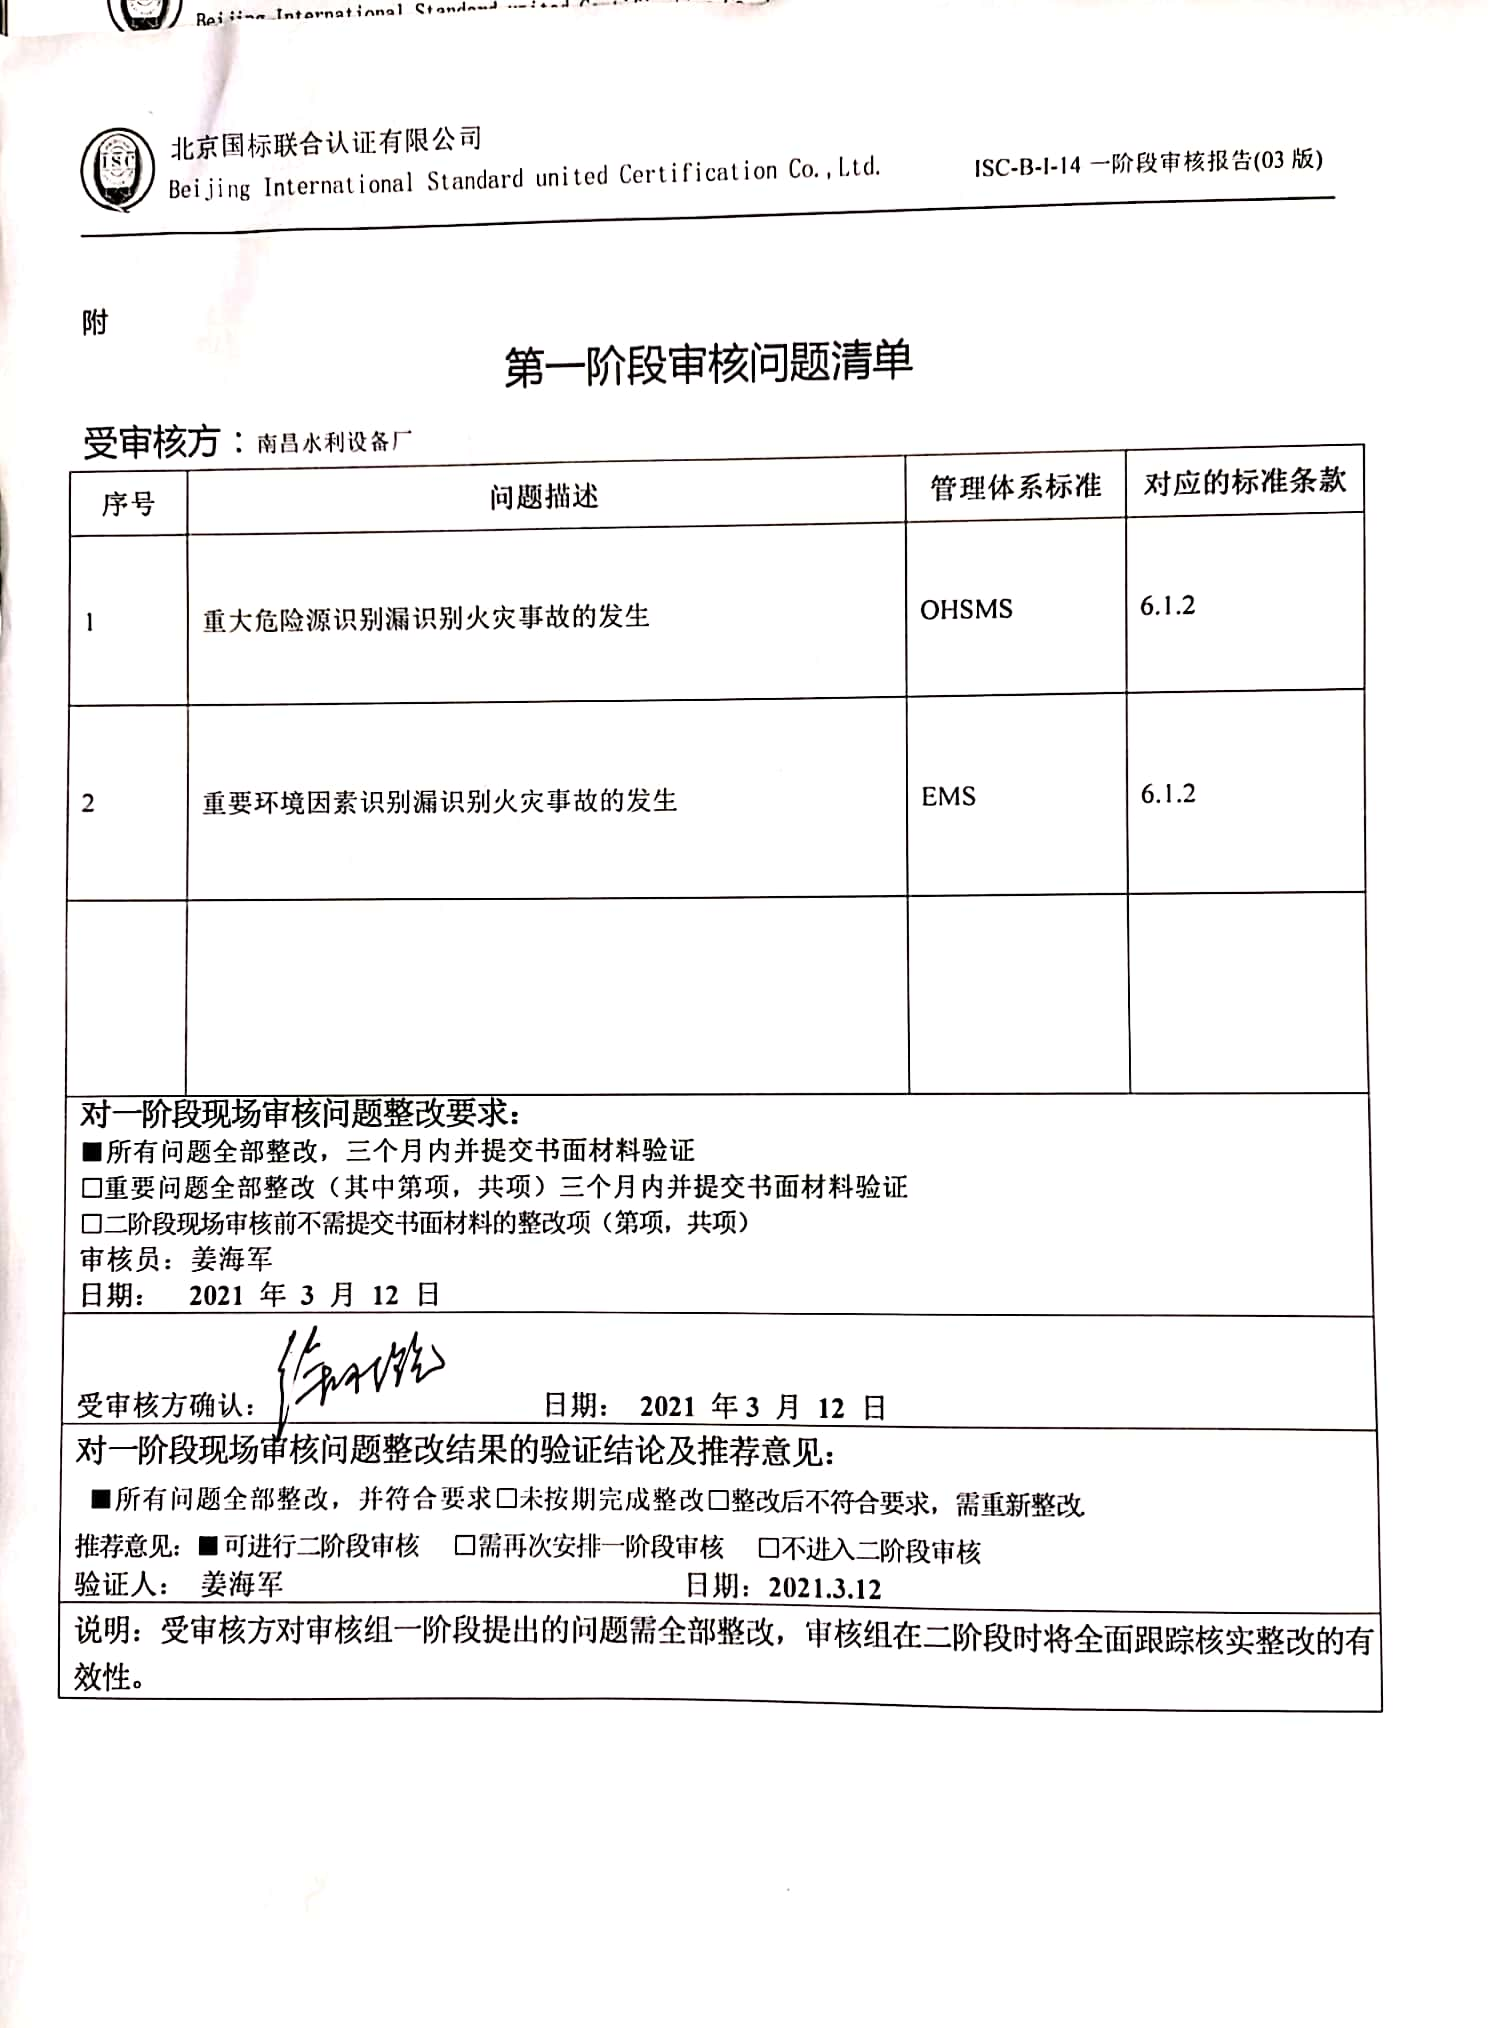 Beijing International Standard united
北京国标联合认证有限公司
Beijing International Standard united Certification Co.,Ltd.
ISC-B-I-14 一阶段审核报告(03 版)
ISC
附
第一阶段审核问题清单
受审核方：南昌水利设备厂
序号 问题描述 管理体系标准 对应的标准条款
1 重大危险源识别漏识别火灾事故的发生 OHSMS 6.1.2
2 重要环境因素识别漏识别火灾事故的发生 EMS 6.1.2
对一阶段现场审核问题整改要求：
■所有问题全部整改，三个月内并提交书面材料验证
□重要问题全部整改（其中第项，共项）三个月内并提交书面材料验证
□二阶段现场审核前不需提交书面材料的整改项（第项，共项）
审核员：姜海军
日期： 2021 年 3 月 12 日
受审核方确认： 日期： 2021 年 3 月 12 日
对一阶段现场审核问题整改结果的验证结论及推荐意见：
■所有问题全部整改，并符合要求□未按期完成整改□整改后不符合要求，需重新整改.
推荐意见：■可进行二阶段审核 □需再次安排一阶段审核 □不进入二阶段审核
验证人： 姜海军 日期：2021.3.12
说明：受审核方对审核组一阶段提出的问题需全部整改，审核组在二阶段时将全面跟踪核实整改的有
效性。